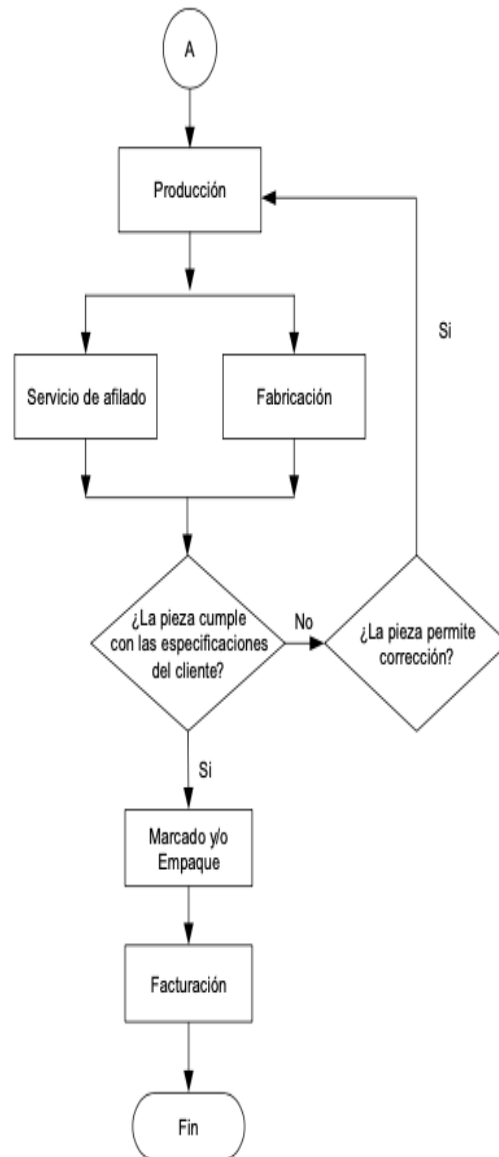 A
Producción
Si
Servicio de afilado
Fabricación
¿La pieza cumple
con las especificaciones
del cliente?
No
¿La pieza permite
corrección?
Si
Marcado y/o
Empaque
Facturación
Fin